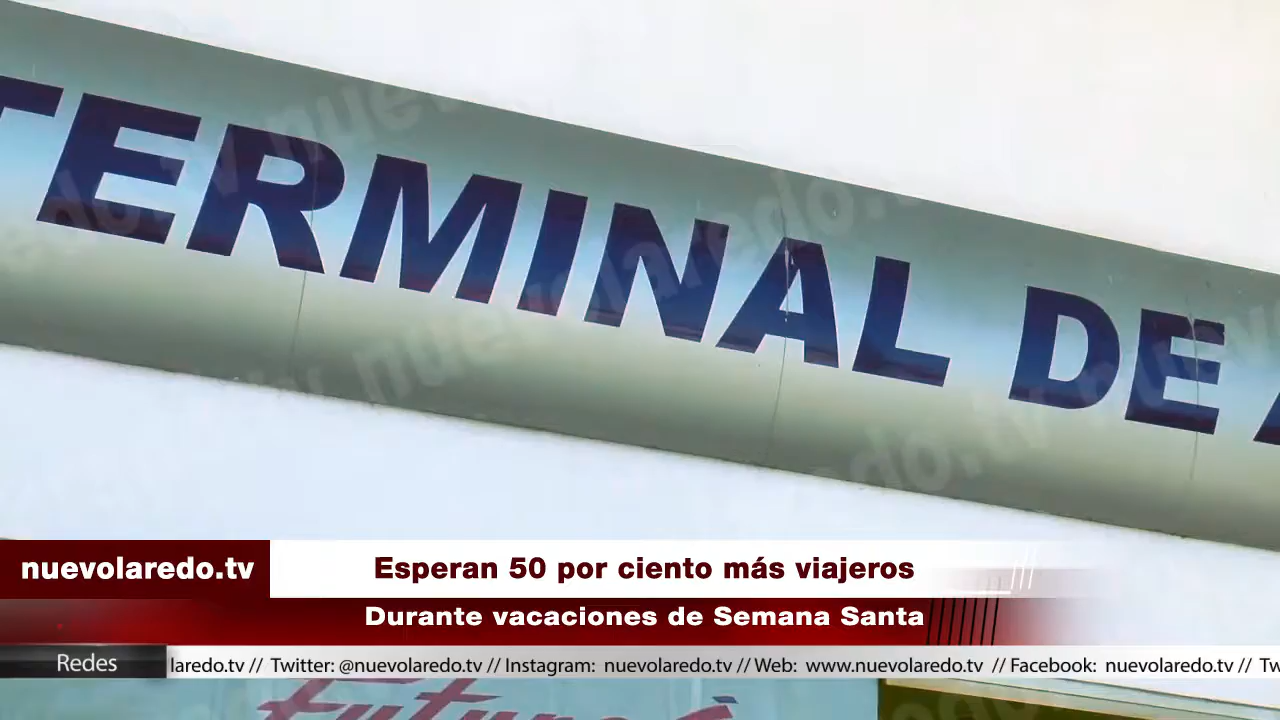 TERMINAL DE
nuevolaredo.tv
Esperan 50 por ciento más viajeros
Durante vacaciones de Semana Santa
Redes
laredo.tv // Twitter: @nuevolaredo.tv // Instagram: nuevolaredo.tv // Web: www.nuevolaredo.tv // Facebook: nuevolaredo.tv // Tw